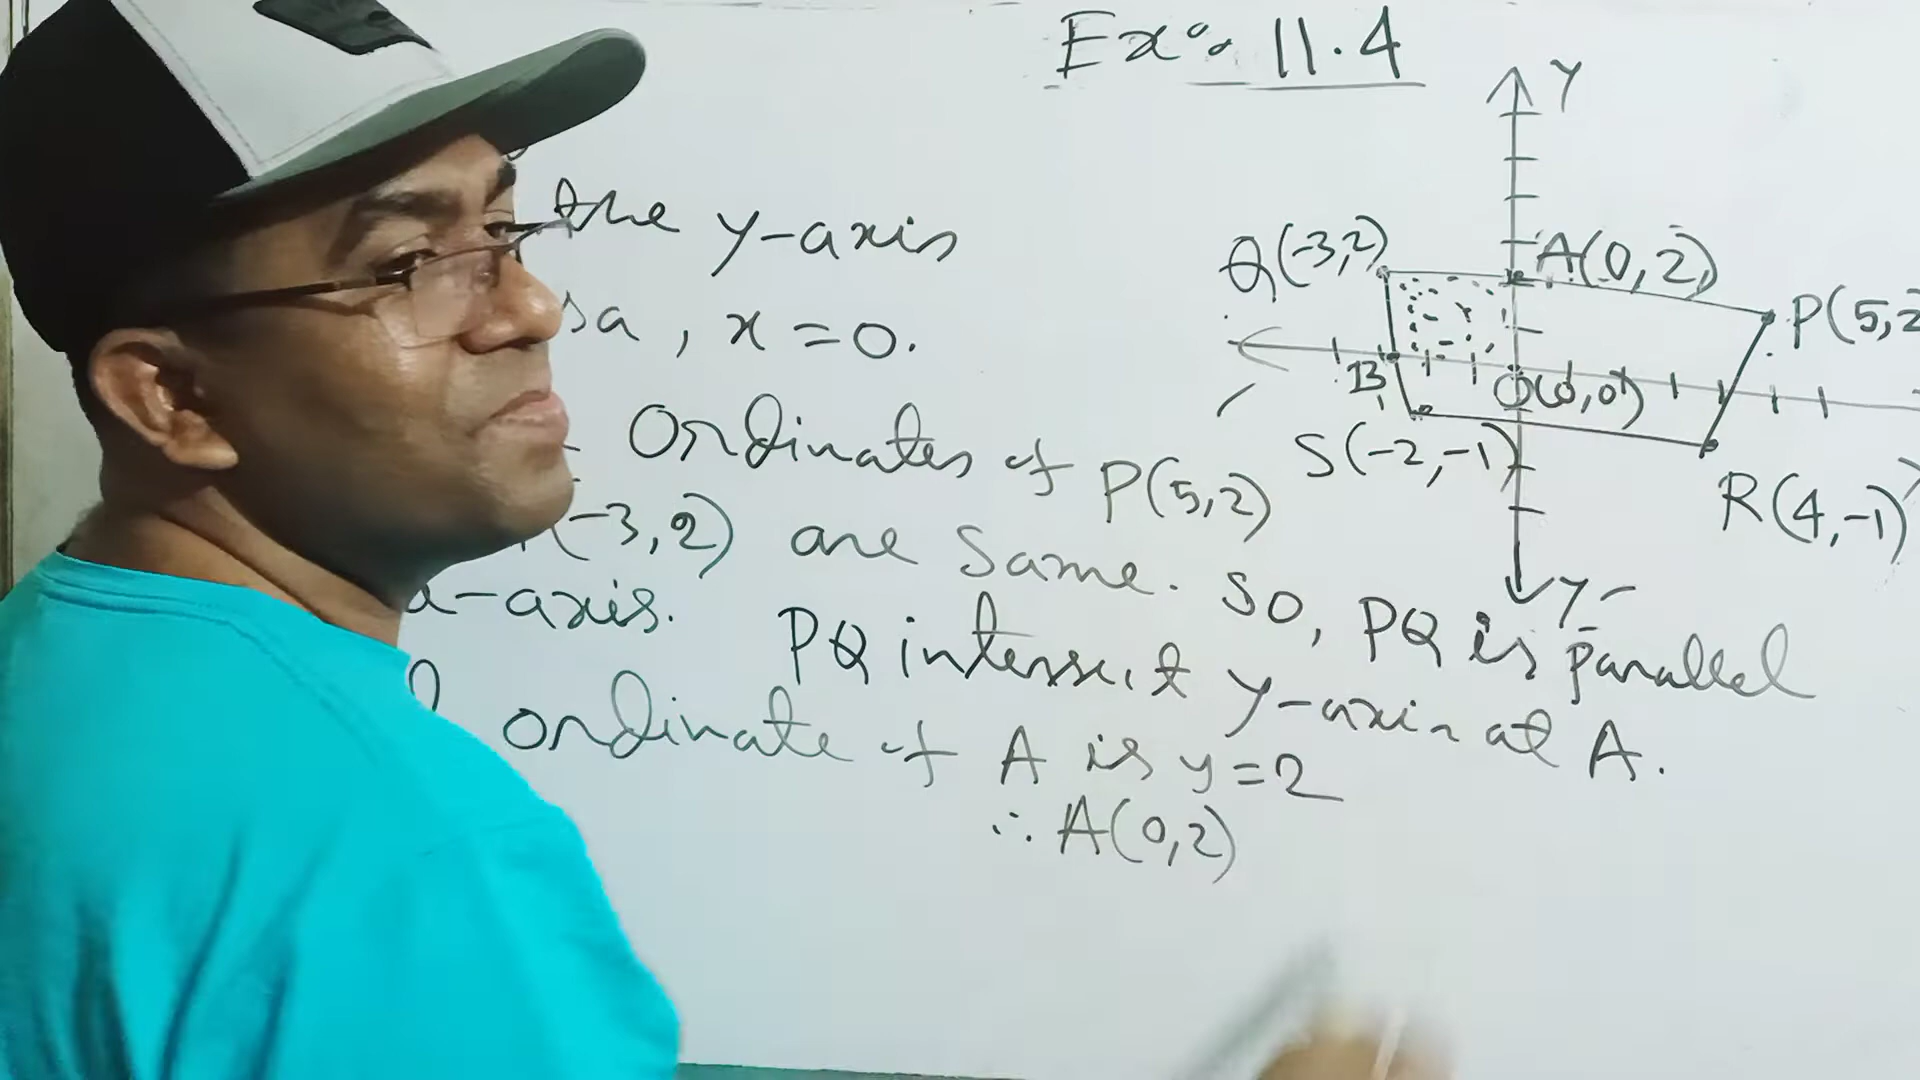 Ex: 11.4
Y
the y-axis
Q(-3,2)
A(0,2)
P(5,2
sa, x=0.
B
O(0,0)
Ordinates of P(5,2)
S(-2,-1)
R(4,-1)
(-3,2) are same. So, PQ is parallel
x-axis. PQ intersect y-axis at A.
Y-
ordinate of A is y=2
∴ A(0,2)